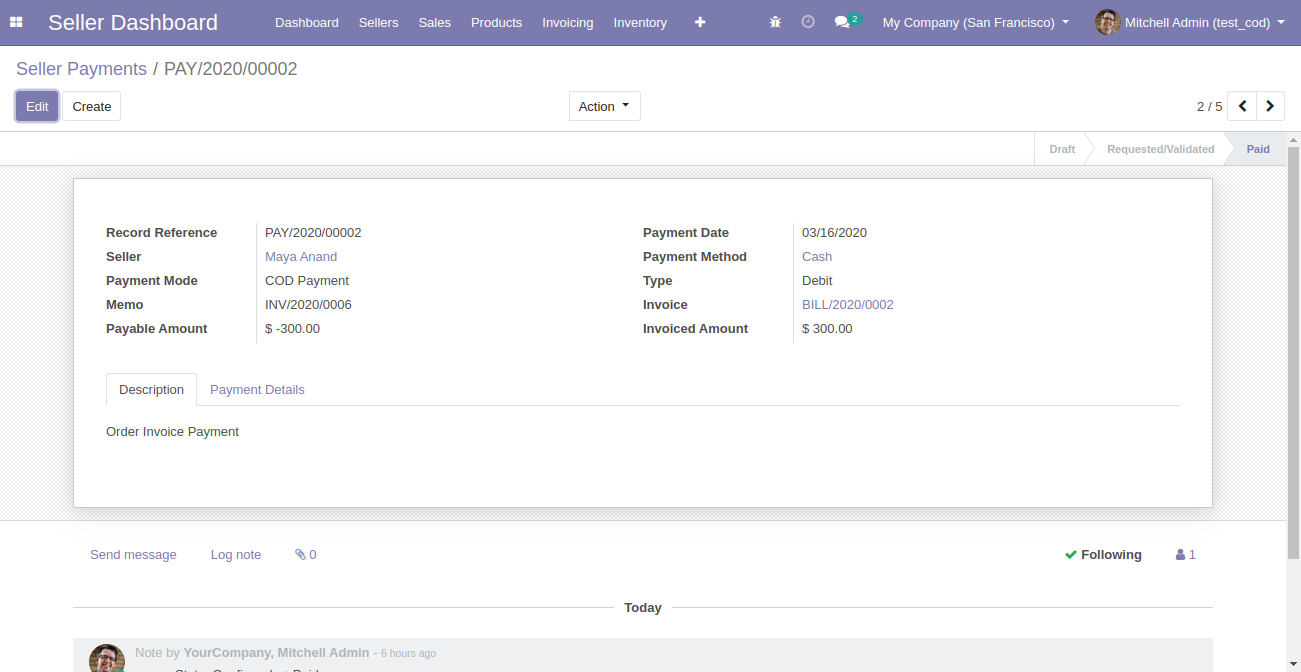 Seller Dashboard Dashboard Sellers Sales Products Invoicing Inventory 2 My Company (San Francisco) Mitchell Admin (test_cod)
Seller Payments / PAY/2020/00002
Edit Create Action 2 / 5
Draft Requested/Validated Paid
Record Reference PAY/2020/00002 Payment Date 03/16/2020
Seller Maya Anand Payment Method Cash
Payment Mode COD Payment Type Debit
Memo INV/2020/0006 Invoice BILL/2020/0002
Payable Amount $ -300.00 Invoiced Amount $ 300.00
Description Payment Details
Order Invoice Payment
Send message Log note 0 Following 1
Today
Note by YourCompany, Mitchell Admin - 6 hours ago